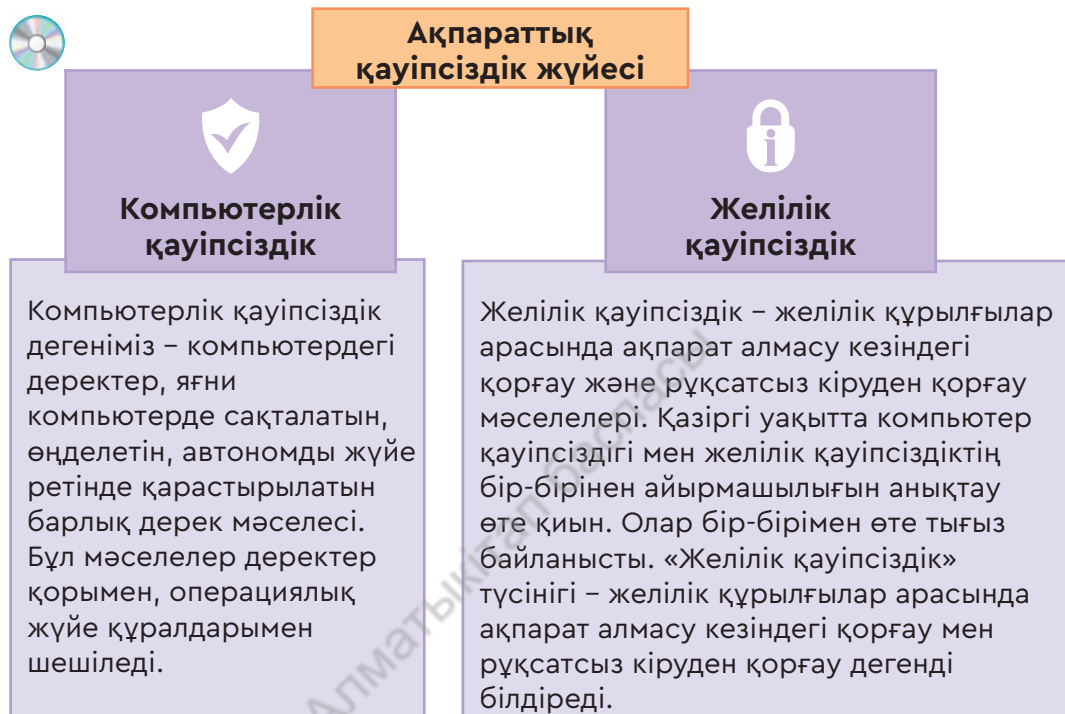 Ақпараттық
қауіпсіздік жүйесі
Компьютерлік
қауіпсіздік
Компьютерлік қауіпсіздік
дегеніміз – компьютердегі
деректер, яғни
компьютерде сақталатын,
өңделетін, автономды жүйе
ретінде қарастырылатын
барлық дерек мәселесі.
Бұл мәселелер деректер
қорымен, операциялық
жүйе құралдарымен
шешіледі.
Желілік
қауіпсіздік
Желілік қауіпсіздік – желілік құрылғылар
арасында ақпарат алмасу кезіндегі
қорғау және рұқсатсыз кіруден қорғау
мәселелері. Қазіргі уақытта компьютер
қауіпсіздігі мен желілік қауіпсіздіктің
бір-бірінен айырмашылығын анықтау
өте қиын. Олар бір-бірімен өте тығыз
байланысты. «Желілік қауіпсіздік»
түсінігі – желілік құрылғылар арасында
ақпарат алмасу кезіндегі қорғау мен
рұқсатсыз кіруден қорғау дегенді
білдіреді.
Алматыкітап баспасы